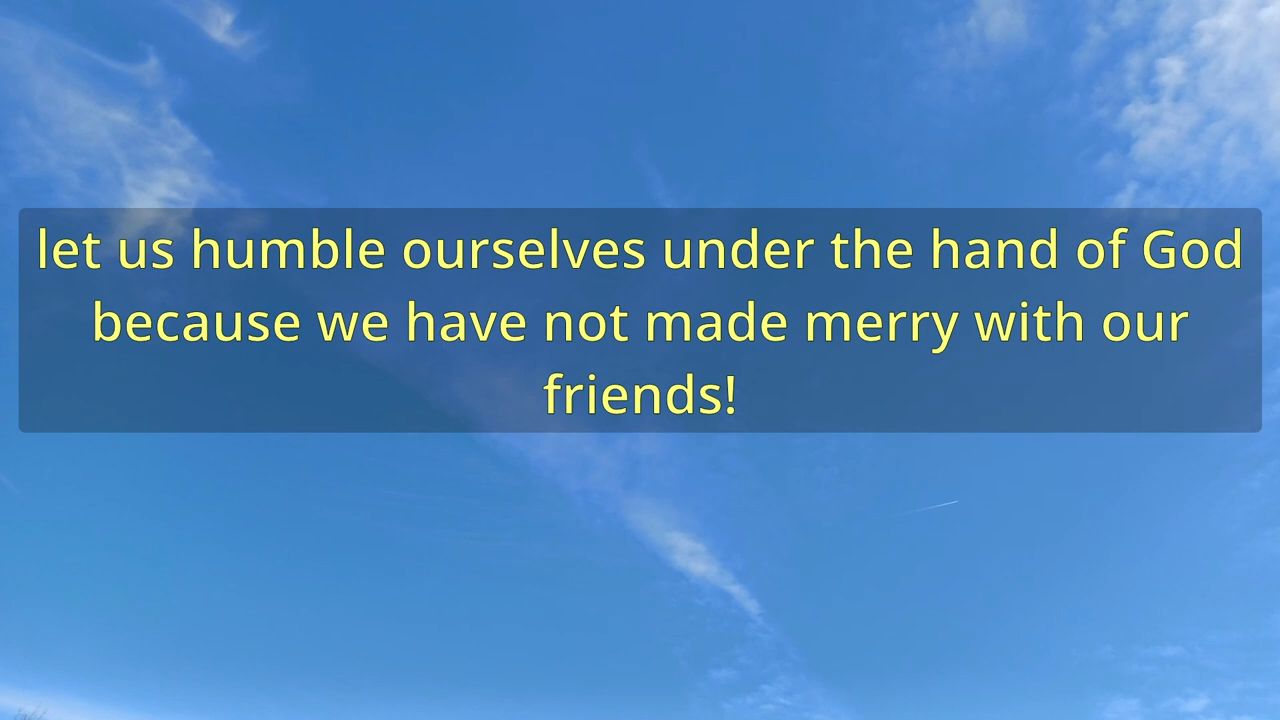 let us humble ourselves under the hand of God
because we have not made merry with our
friends!